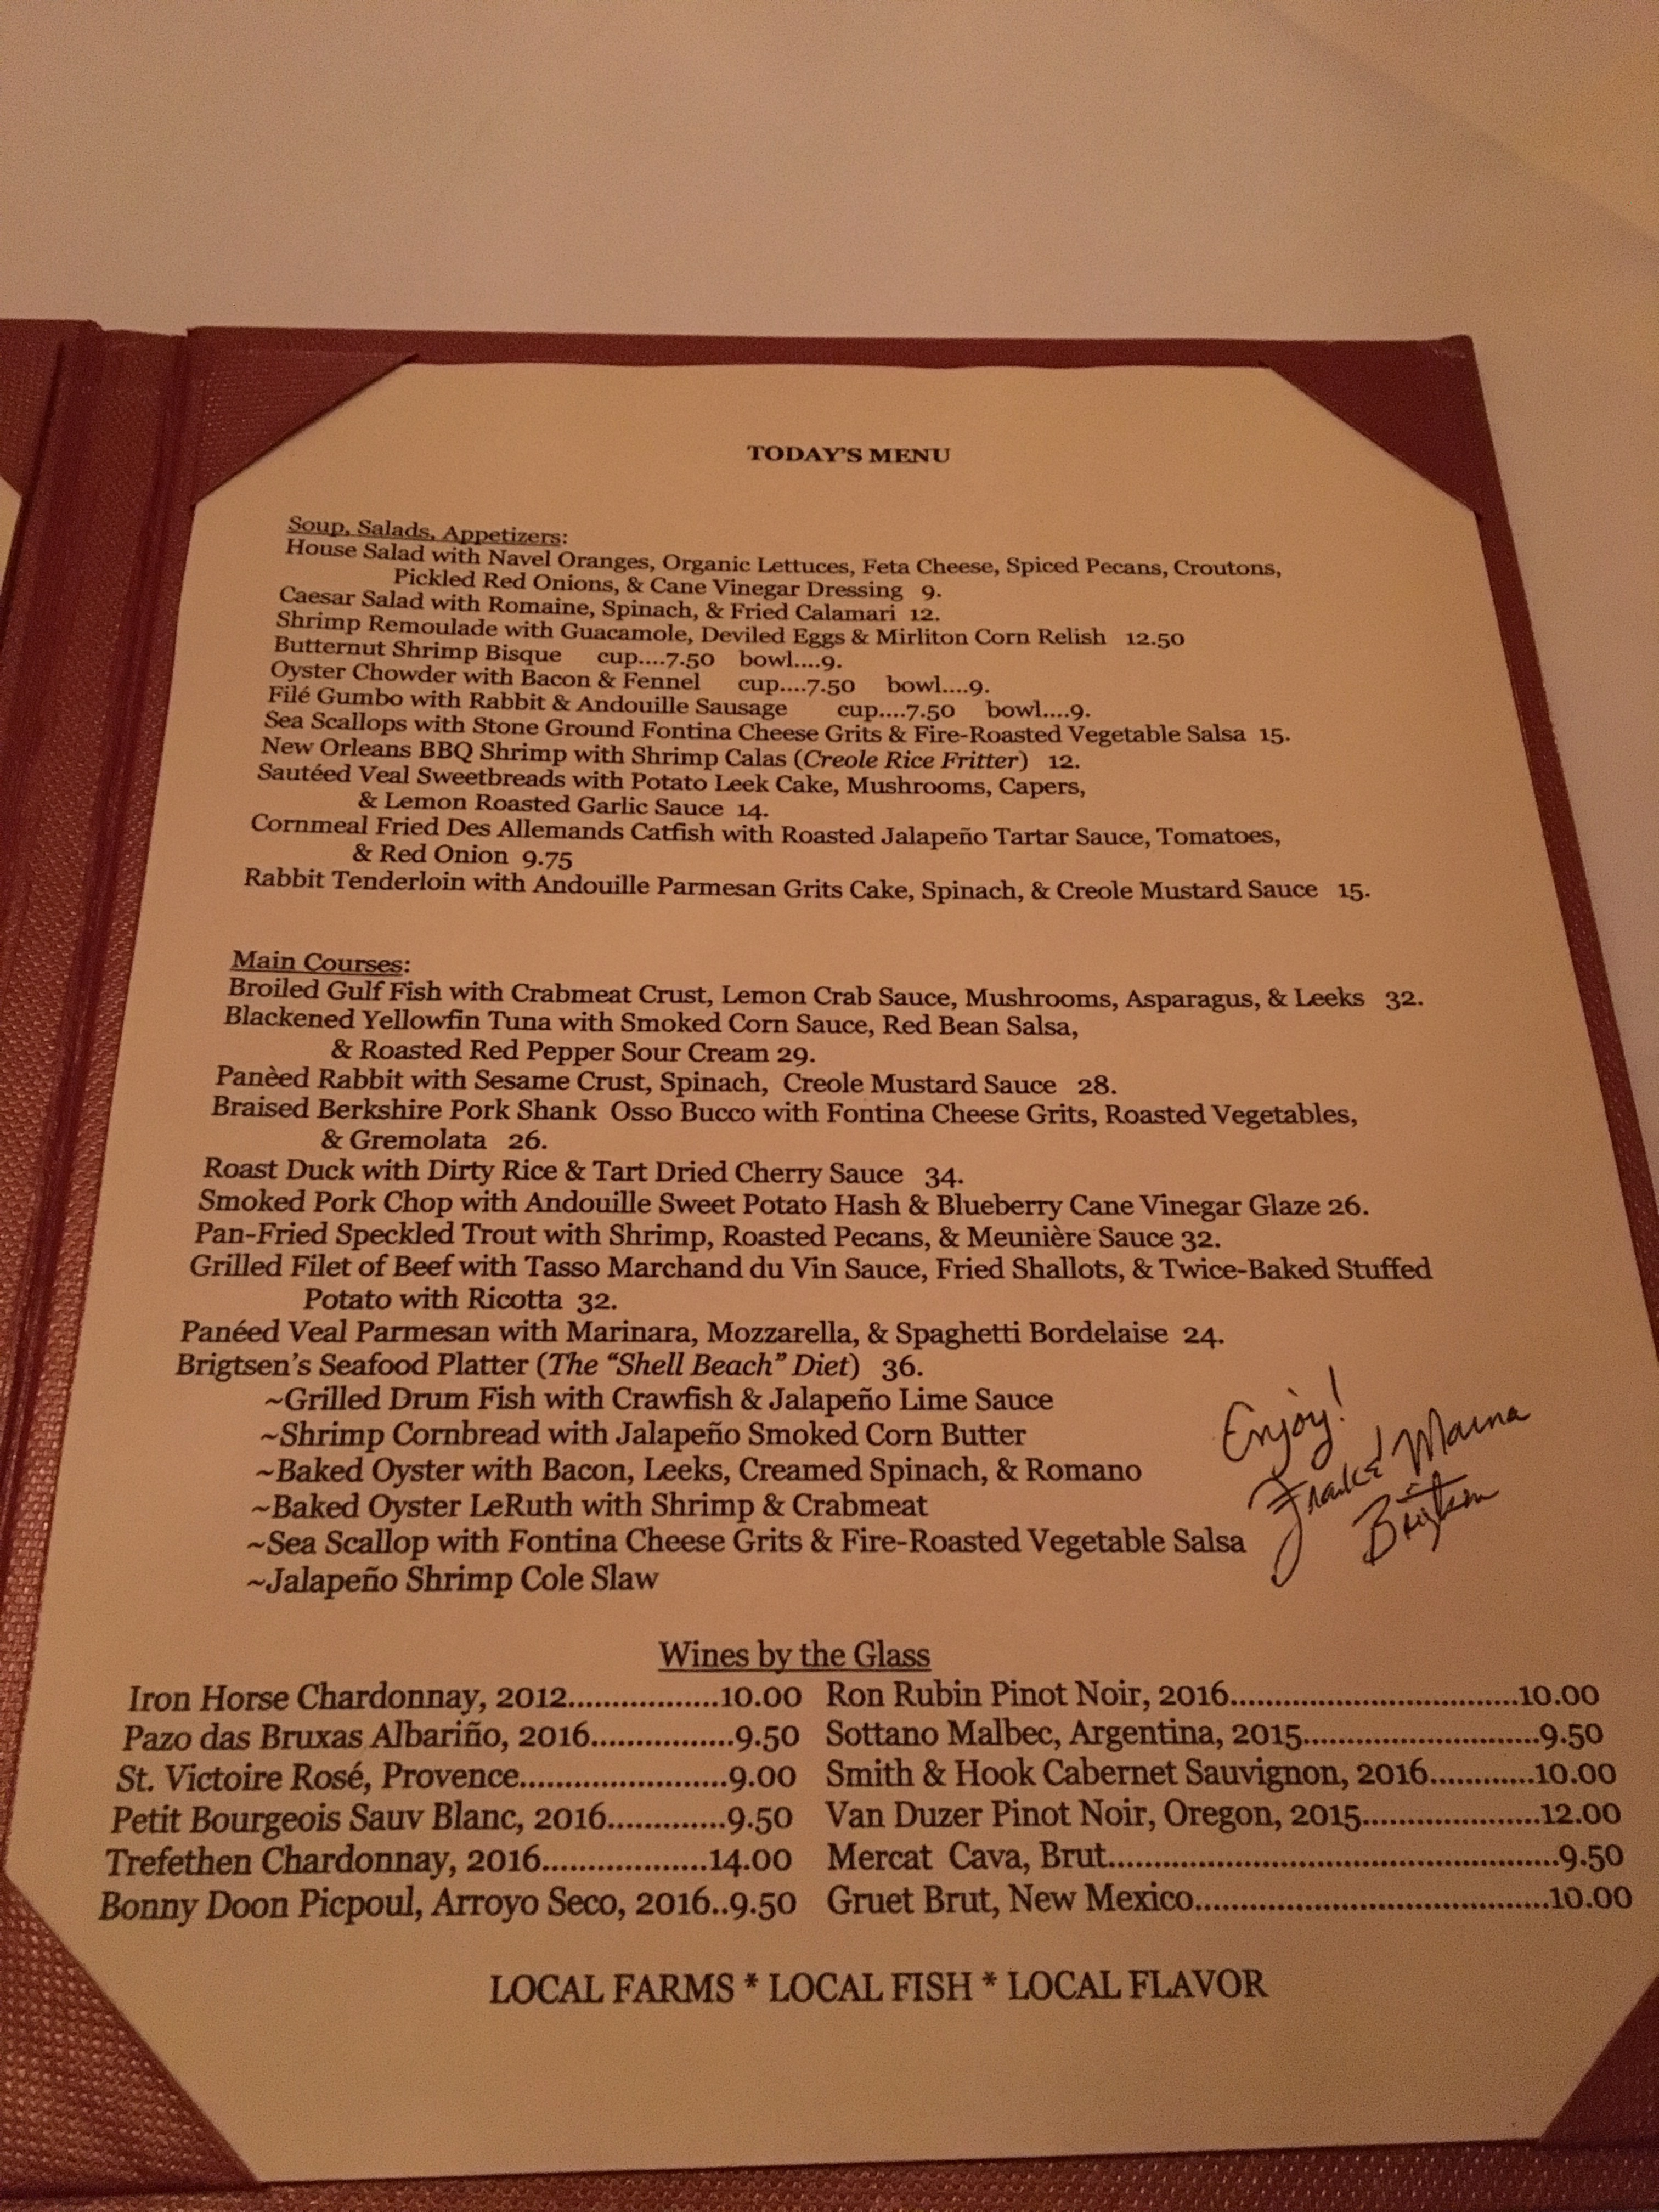 TODAY'S MENU
Soup, Salads, Appetizers:
House Salad with Navel Oranges, Organic Lettuces, Feta Cheese, Spiced Pecans, Croutons,
Pickled Red Onions, & Cane Vinegar Dressing 9.
Caesar Salad with Romaine, Spinach, & Fried Calamari 12.
Shrimp Remoulade with Guacamole, Deviled Eggs & Mirliton Corn Relish 12.50
Butternut Shrimp Bisque cup....7.50 bowl....9.
Oyster Chowder with Bacon & Fennel cup....7.50 bowl....9.
Filé Gumbo with Rabbit & Andouille Sausage cup....7.50 bowl....9.
Sea Scallops with Stone Ground Fontina Cheese Grits & Fire-Roasted Vegetable Salsa 15.
New Orleans BBQ Shrimp with Shrimp Calas (Creole Rice Fritter) 12.
Sautéed Veal Sweetbreads with Potato Leek Cake, Mushrooms, Capers,
& Lemon Roasted Garlic Sauce 14.
Cornmeal Fried Des Allemands Catfish with Roasted Jalapeño Tartar Sauce, Tomatoes,
& Red Onion 9.75
Rabbit Tenderloin with Andouille Parmesan Grits Cake, Spinach, & Creole Mustard Sauce 15.
Main Courses:
Broiled Gulf Fish with Crabmeat Crust, Lemon Crab Sauce, Mushrooms, Asparagus, & Leeks 32.
Blackened Yellowfin Tuna with Smoked Corn Sauce, Red Bean Salsa,
& Roasted Red Pepper Sour Cream 29.
Panèed Rabbit with Sesame Crust, Spinach, Creole Mustard Sauce 28.
Braised Berkshire Pork Shank Osso Bucco with Fontina Cheese Grits, Roasted Vegetables,
& Gremolata 26.
Roast Duck with Dirty Rice & Tart Dried Cherry Sauce 34.
Smoked Pork Chop with Andouille Sweet Potato Hash & Blueberry Cane Vinegar Glaze 26.
Pan-Fried Speckled Trout with Shrimp, Roasted Pecans, & Meunière Sauce 32.
Grilled Filet of Beef with Tasso Marchand du Vin Sauce, Fried Shallots, & Twice-Baked Stuffed
Potato with Ricotta 32.
Panéed Veal Parmesan with Marinara, Mozzarella, & Spaghetti Bordelaise 24.
Brigtsen's Seafood Platter (The “Shell Beach” Diet) 36.
~Grilled Drum Fish with Crawfish & Jalapeño Lime Sauce
~Shrimp Cornbread with Jalapeño Smoked Corn Butter
~Baked Oyster with Bacon, Leeks, Creamed Spinach, & Romano
~Baked Oyster LeRuth with Shrimp & Crabmeat
~Sea Scallop with Fontina Cheese Grits & Fire-Roasted Vegetable Salsa
~Jalapeño Shrimp Cole Slaw
Enjoy!
Frank & Marna
Brigtsen
Wines by the Glass
Iron Horse Chardonnay, 2012..................10.00
Pazo das Bruxas Albariño, 2016................9.50
St. Victoire Rosé, Provence.......................9.00
Petit Bourgeois Sauv Blanc, 2016.............9.50
Trefethen Chardonnay, 2016..................14.00
Bonny Doon Picpoul, Arroyo Seco, 2016..9.50
Ron Rubin Pinot Noir, 2016................................10.00
Sottano Malbec, Argentina, 2015..........................9.50
Smith & Hook Cabernet Sauvignon, 2016............10.00
Van Duzer Pinot Noir, Oregon, 2015....................12.00
Mercat Cava, Brut..................................................9.50
Gruet Brut, New Mexico.......................................10.00
LOCAL FARMS * LOCAL FISH * LOCAL FLAVOR